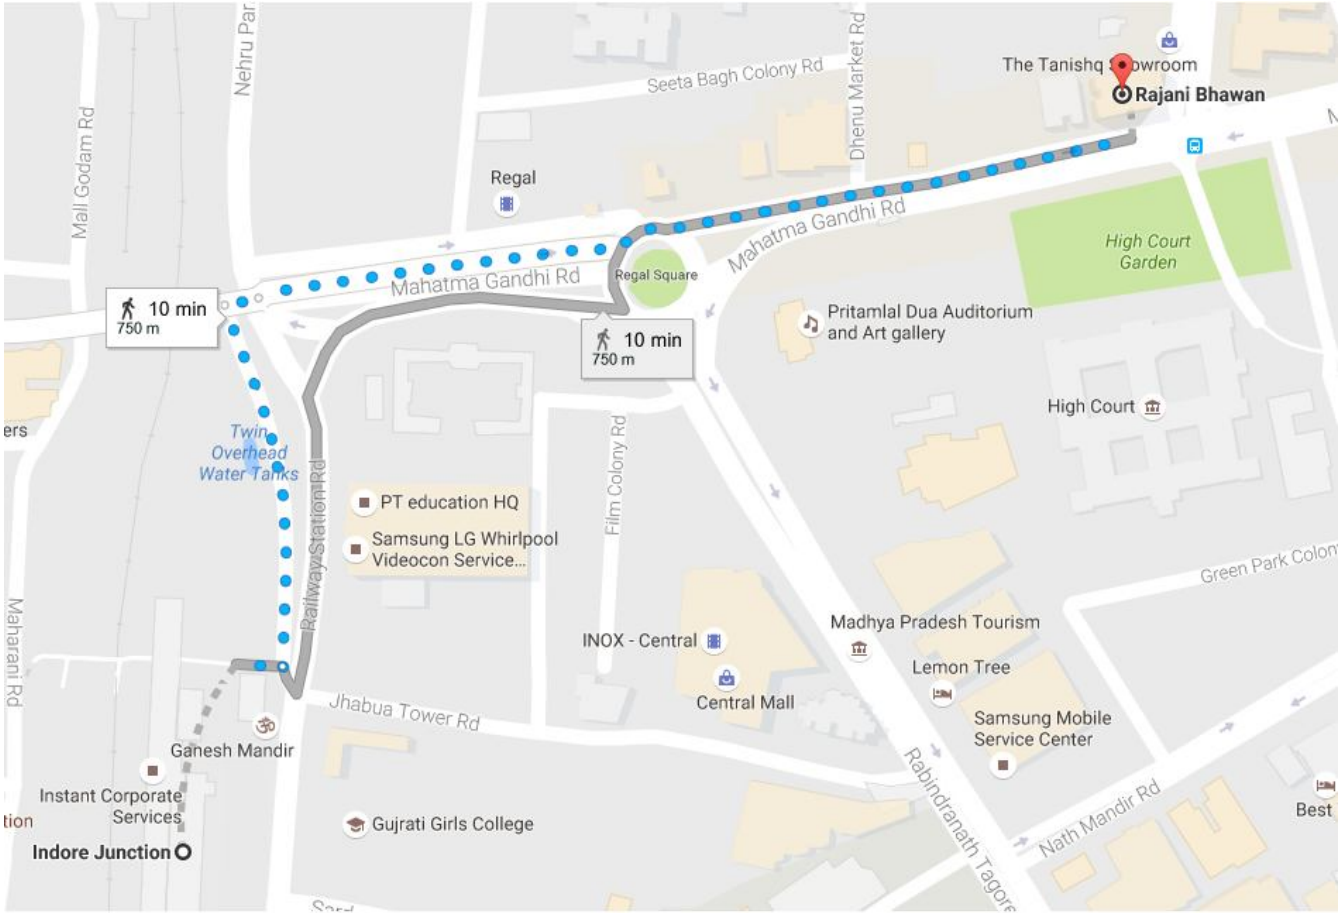 Nehru Par
Seeta Bagh Colony Rd
Dhenu Market Rd
The Tanishq Showroom
Rajani Bhawan
Mall Godam Rd
Regal
Mahatma Gandhi Rd
High Court
Garden
Mahatma Gandhi Rd
Regal Square
10 min
750 m
10 min
750 m
Pritamlal Dua Auditorium
and Art gallery
High Court
ers
Twin
Overhead
Water Tanks
Railway Station Rd
Film Colony Rd
PT education HQ
Samsung LG Whirlpool
Videocon Service...
Green Park Colon
Maharani Rd
Madhya Pradesh Tourism
INOX - Central
Lemon Tree
Central Mall
Jhabua Tower Rd
Samsung Mobile
Service Center
Ganesh Mandir
Rabindranath Tagore
Instant Corporate
Services
tion
Gujrati Girls College
Nath Mandir Rd
Best
Indore Junction